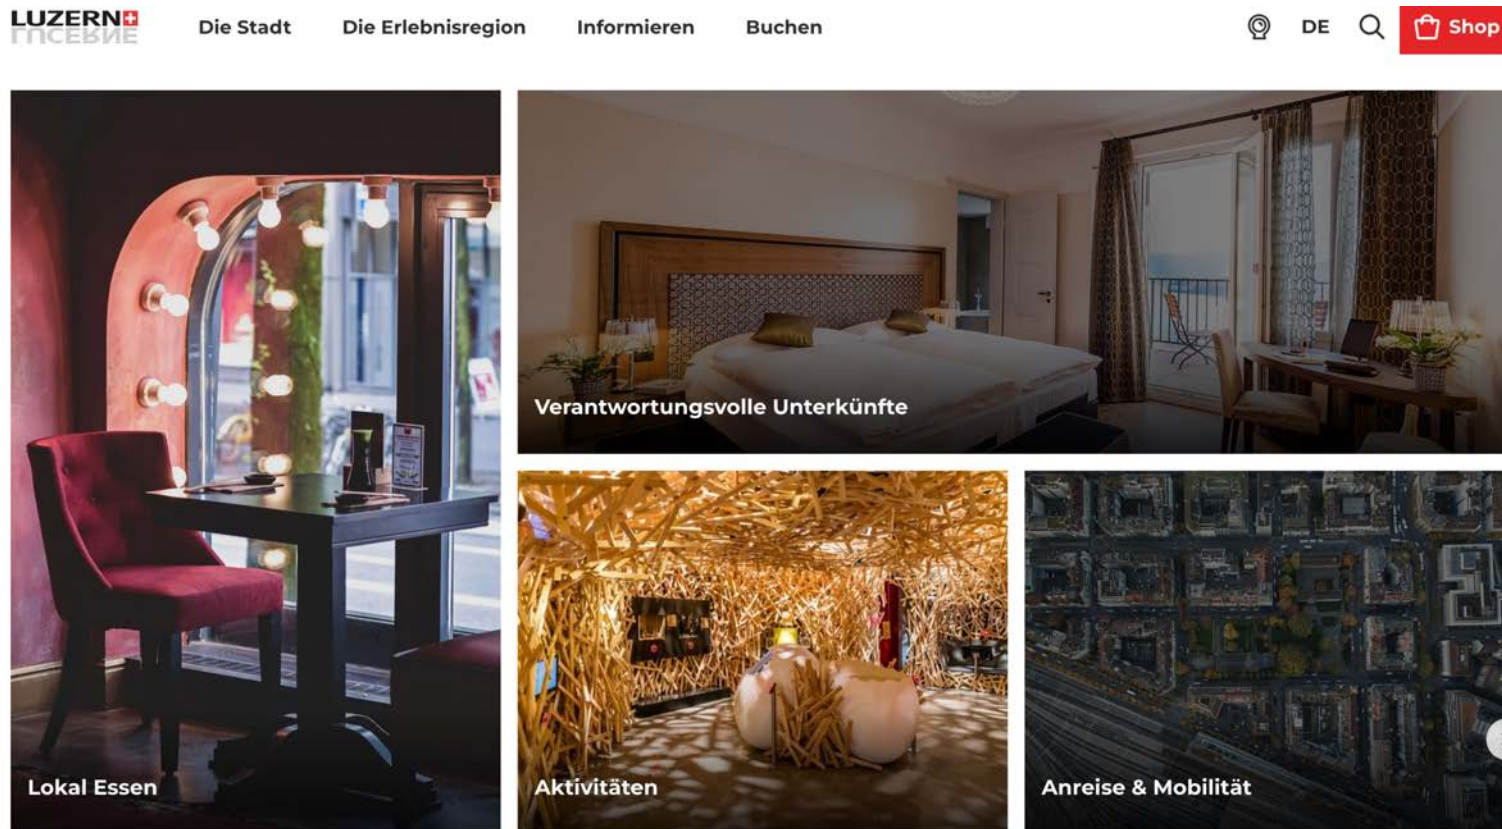 LUZERN
LUCERNE
Die Stadt
Die Erlebnisregion
Informieren
Buchen
DE
Shop
Verantwortungsvolle Unterkünfte
Lokal Essen
Aktivitäten
Anreise & Mobilität